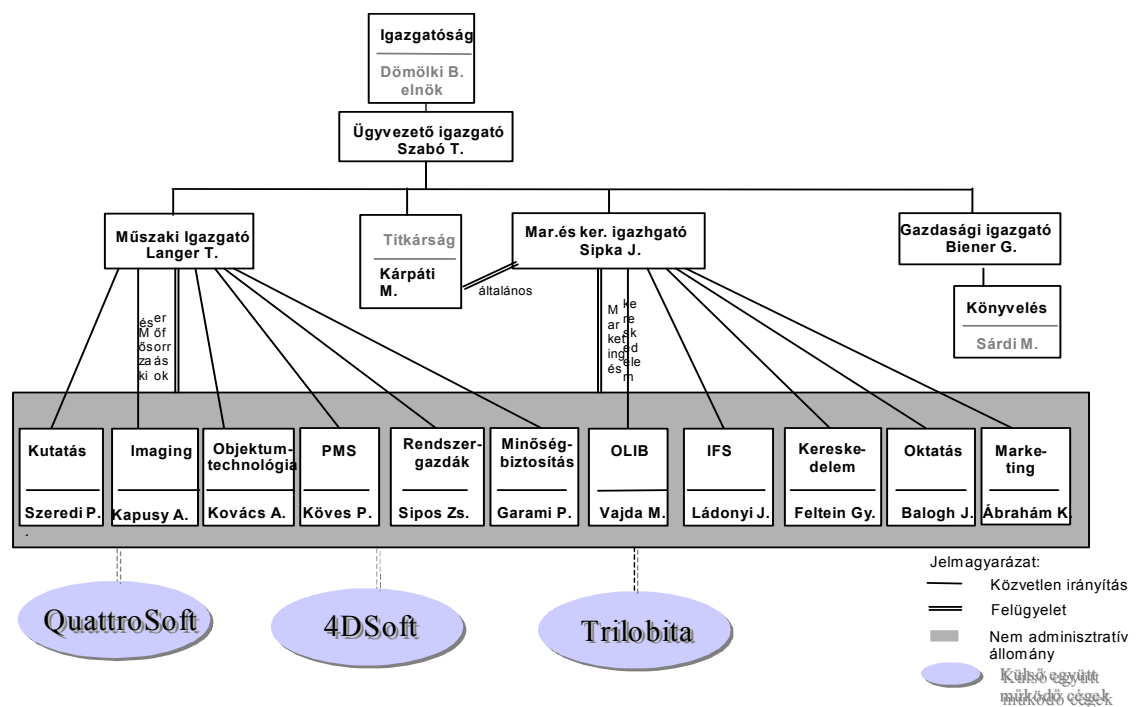 Igazgatóság
Dömölki B.
elnök
Ügyvezető igazgató
Szabó T.
Műszaki Igazgató
Langer T.
Titkárság
Kárpáti
M.
Mar.és ker. igazhgató
Sipka J.
Gazdasági igazgató
Biener G.
általános
Könyvelés
Sárdi M.
Kutatás
Szeredi P.
Imaging
Kapusy A.
Objektum-
technológia
Kovács A.
PMS
Köves P.
Rendszer-
gazdák
Sipos Zs.
Minőség-
biztosítás
Garami P.
OLIB
Vajda M.
IFS
Ládonyi J.
Kereske-
delem
Feltein Gy.
Oktatás
Balogh J.
Marke-
ting
Ábrahám K.
QuattroSoft
4DSoft
Trilobita
Jelmagyarázat:
Közvetlen irányítás
Felügyelet
Nem adminisztratív
állomány
Külső együtt
működő cégek